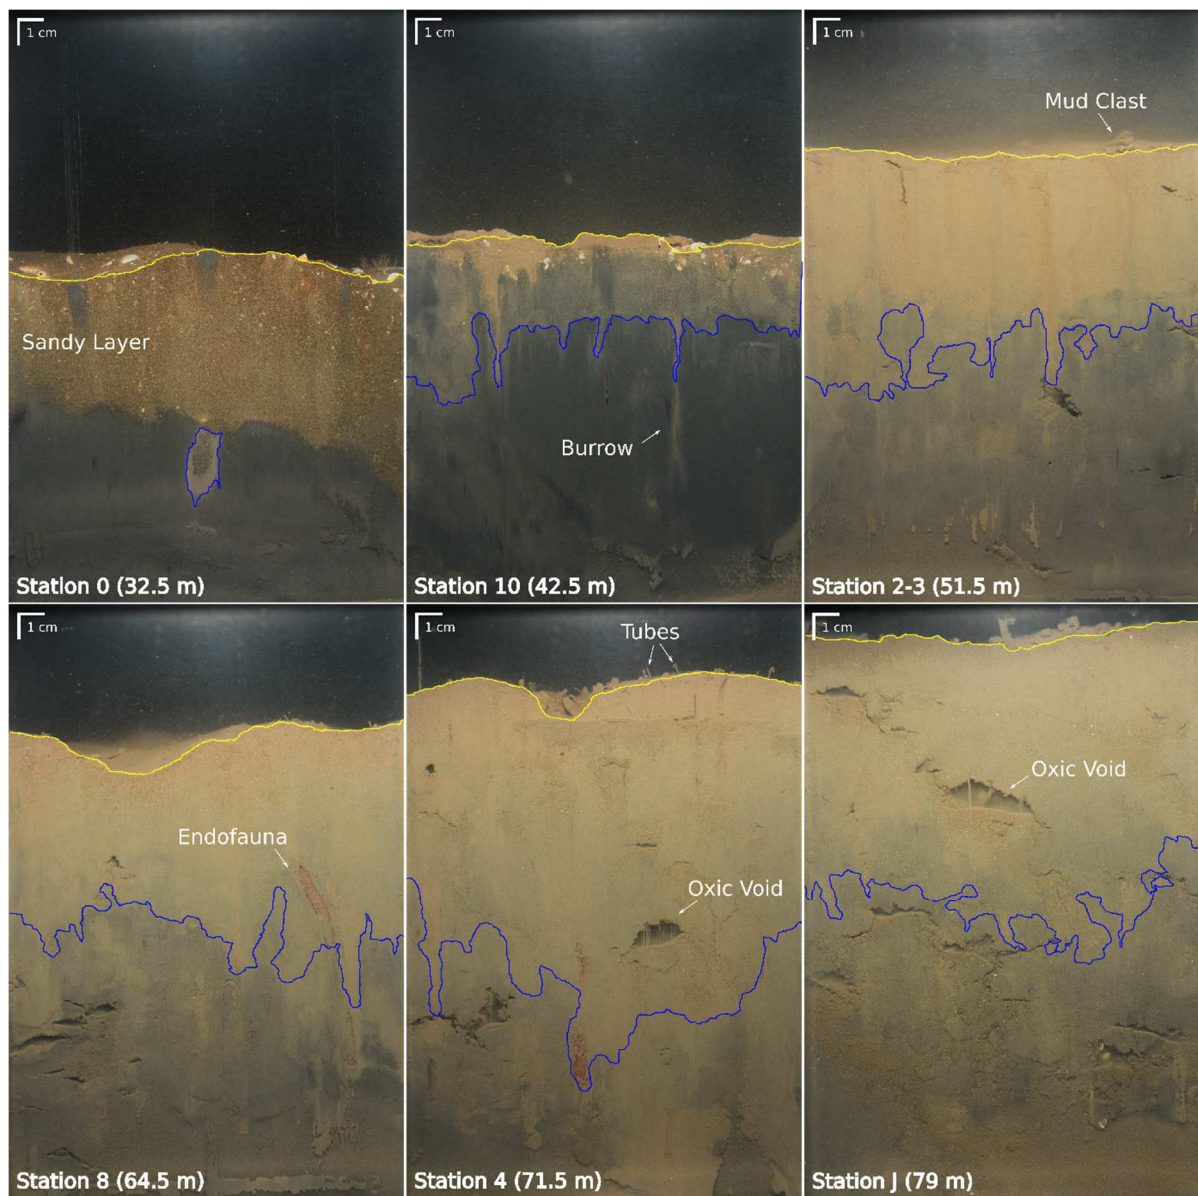 1 cm
Sandy Layer
Station 0 (32.5 m)
1 cm
Burrow
Station 10 (42.5 m)
1 cm
Mud Clast
Station 2-3 (51.5 m)
1 cm
Endofauna
Station 8 (64.5 m)
1 cm
Tubes
Oxic Void
Station 4 (71.5 m)
1 cm
Oxic Void
Station J (79 m)